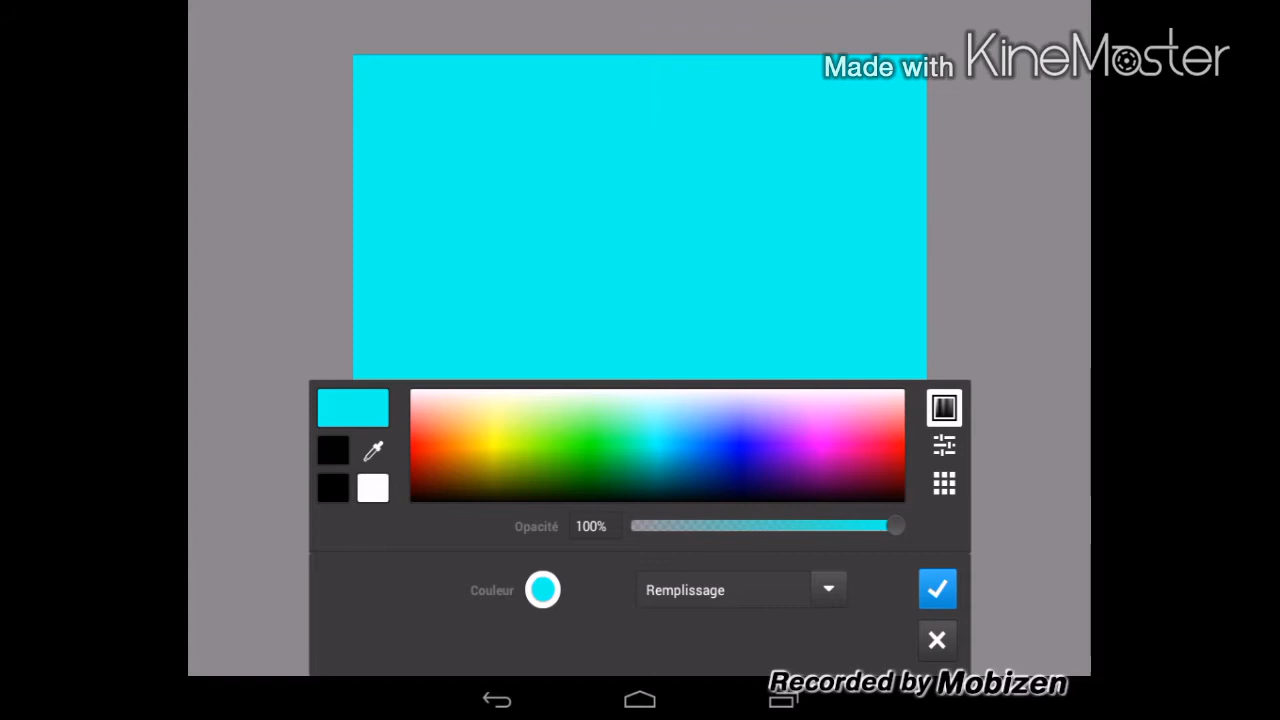 Made with KineMaster
Opacité 100%
Couleur Remplissage
Recorded by Mobizen